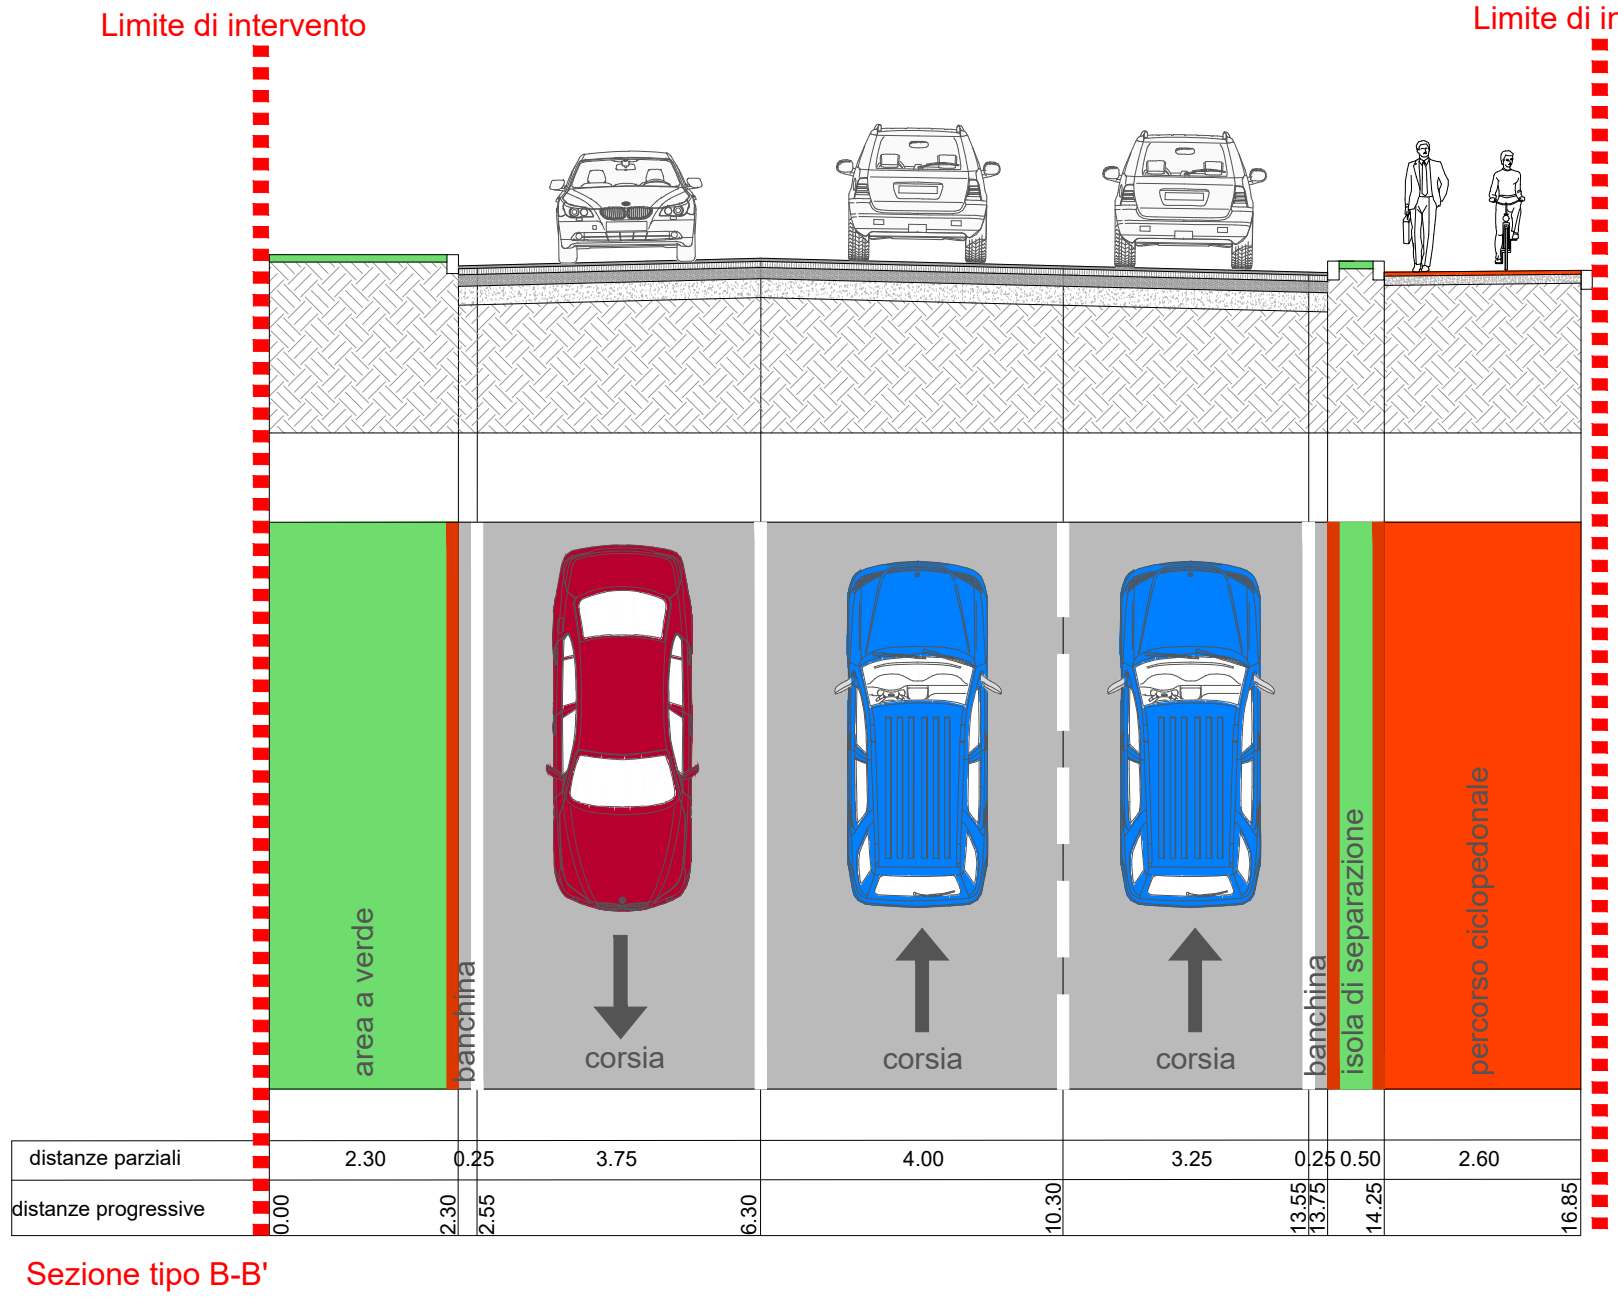 Limite di intervento
Limite di in
area a verde
banchina
corsia
corsia
corsia
banchina
isola di separazione
percorso ciclopedonale
distanze parziali 2.30 0.25 3.75 4.00 3.25 0.25 0.50 2.60
distanze progressive 0.00 2.30 2.55 6.30 10.30 13.55 13.75 14.25 16.85
Sezione tipo B-B'